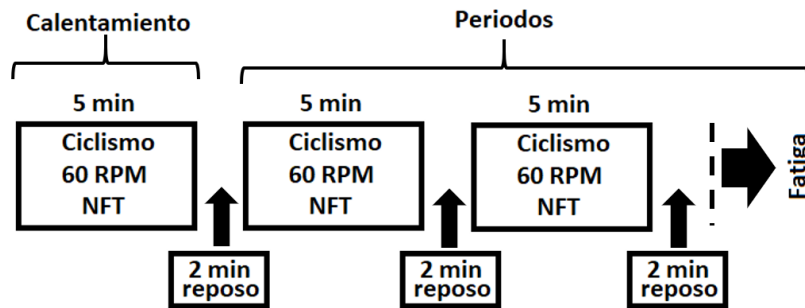 Calentamiento
Periodos
5 min
5 min
5 min
Ciclismo
60 RPM
NFT
Ciclismo
60 RPM
NFT
Ciclismo
60 RPM
NFT
Fatiga
2 min
reposo
2 min
reposo
2 min
reposo